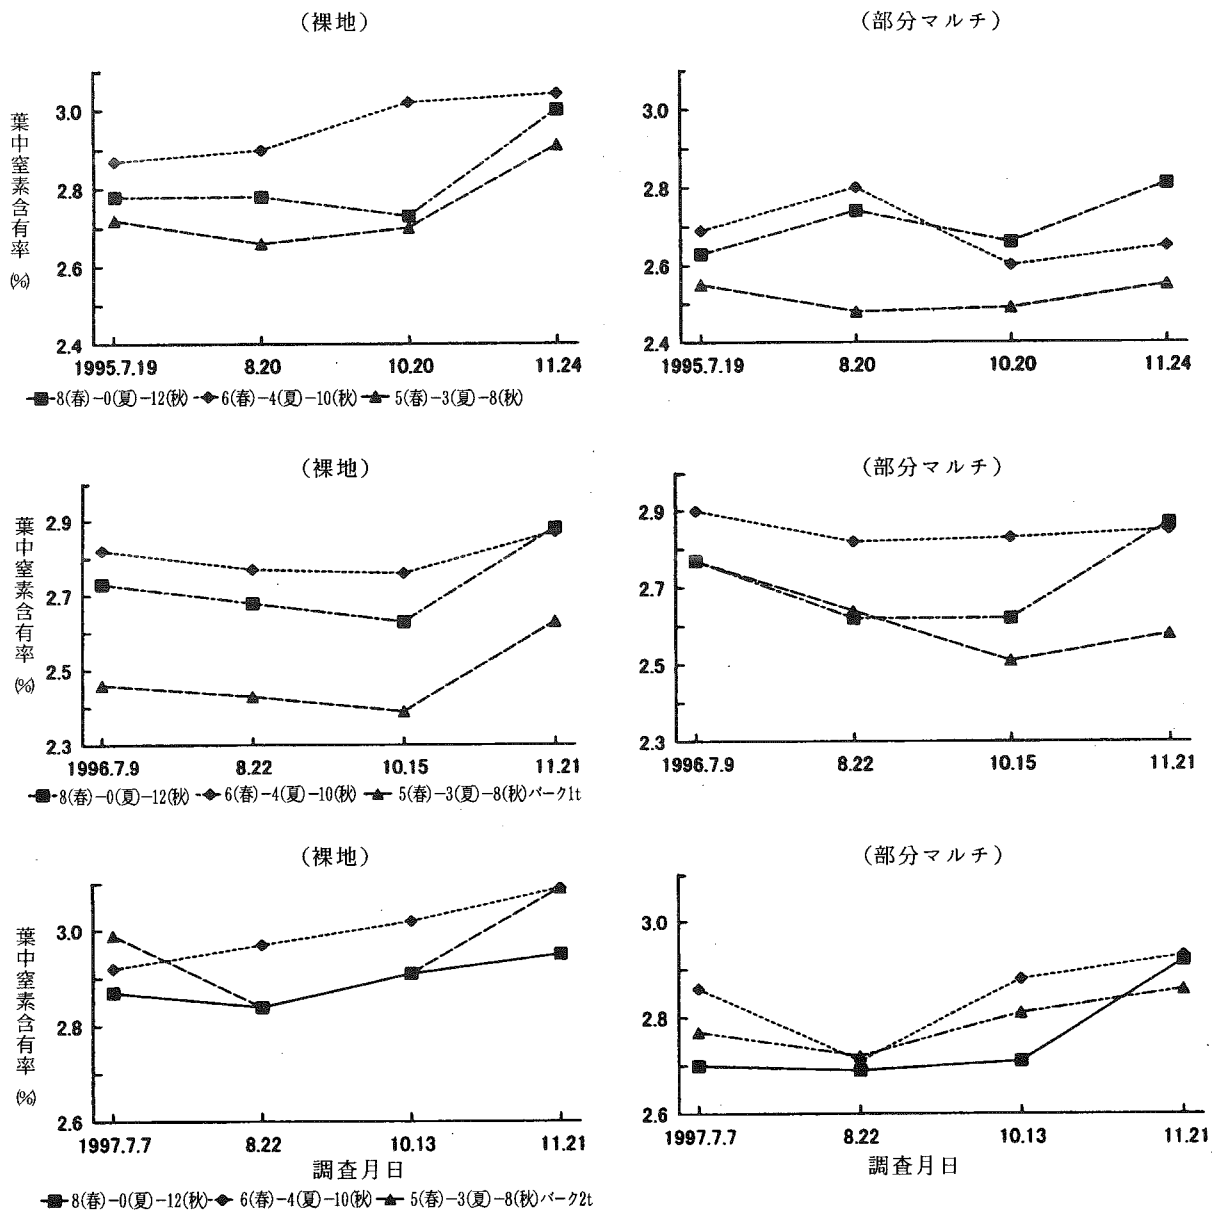 (裸地)
(部分マルチ)
葉中窒素含有率(%)
3.0
2.8
2.6
2.4
1995.7.19 8.20 10.20 11.24
3.0
2.8
2.6
2.4
1995.7.19 8.20 10.20 11.24
8(春)−0(夏)−12(秋) 6(春)−4(夏)−10(秋) 5(春)−3(夏)−8(秋)
(裸地)
(部分マルチ)
葉中窒素含有率(%)
2.9
2.7
2.5
2.3
1996.7.9 8.22 10.15 11.21
2.9
2.7
2.5
2.3
1996.7.9 8.22 10.15 11.21
8(春)−0(夏)−12(秋) 6(春)−4(夏)−10(秋) 5(春)−3(夏)−8(秋)バーク1t
(裸地)
(部分マルチ)
葉中窒素含有率(%)
3.0
2.8
2.6
1997.7.7 8.22 10.13 11.21
調査月日
3.0
2.8
2.6
1997.7.7 8.22 10.13 11.21
調査月日
8(春)−0(夏)−12(秋) 6(春)−4(夏)−10(秋) 5(春)−3(夏)−8(秋)バーク2t